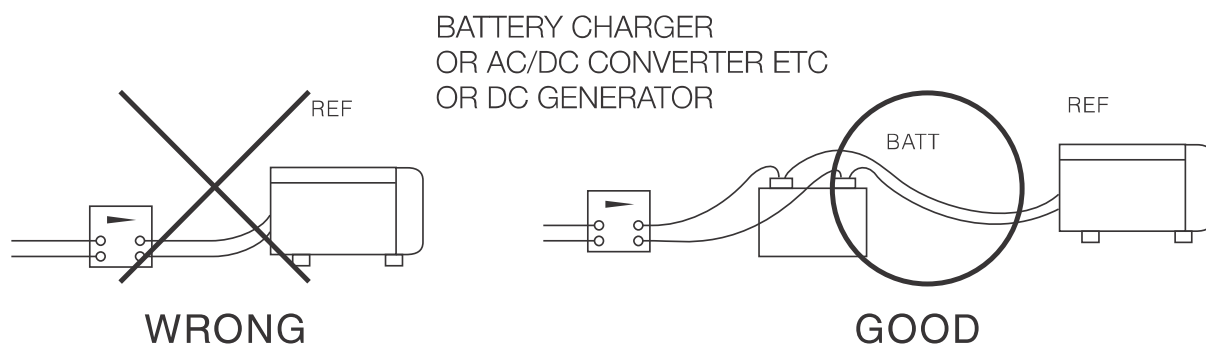 BATTERY CHARGER
OR AC/DC CONVERTER ETC
OR DC GENERATOR
REF
BATT
REF
WRONG
GOOD